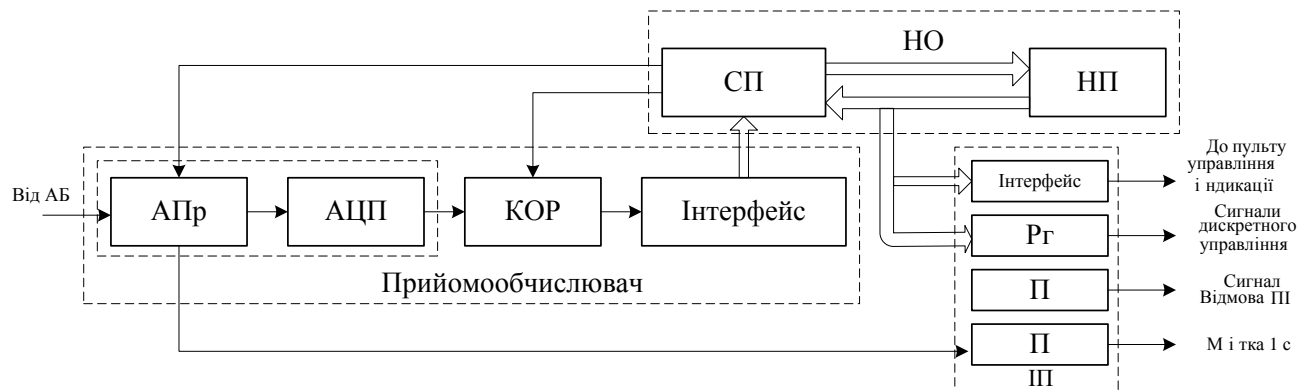 НО
СП
НП
До пульту
управління
і ндикації
Від АБ
АПр
АЦП
КОР
Інтерфейс
Інтерфейс
Сигнали
дискретного
управління
Рг
Прийомообчислювач
П
Сигнал
Відмова ПІ
П
М і тка 1 с
ІП